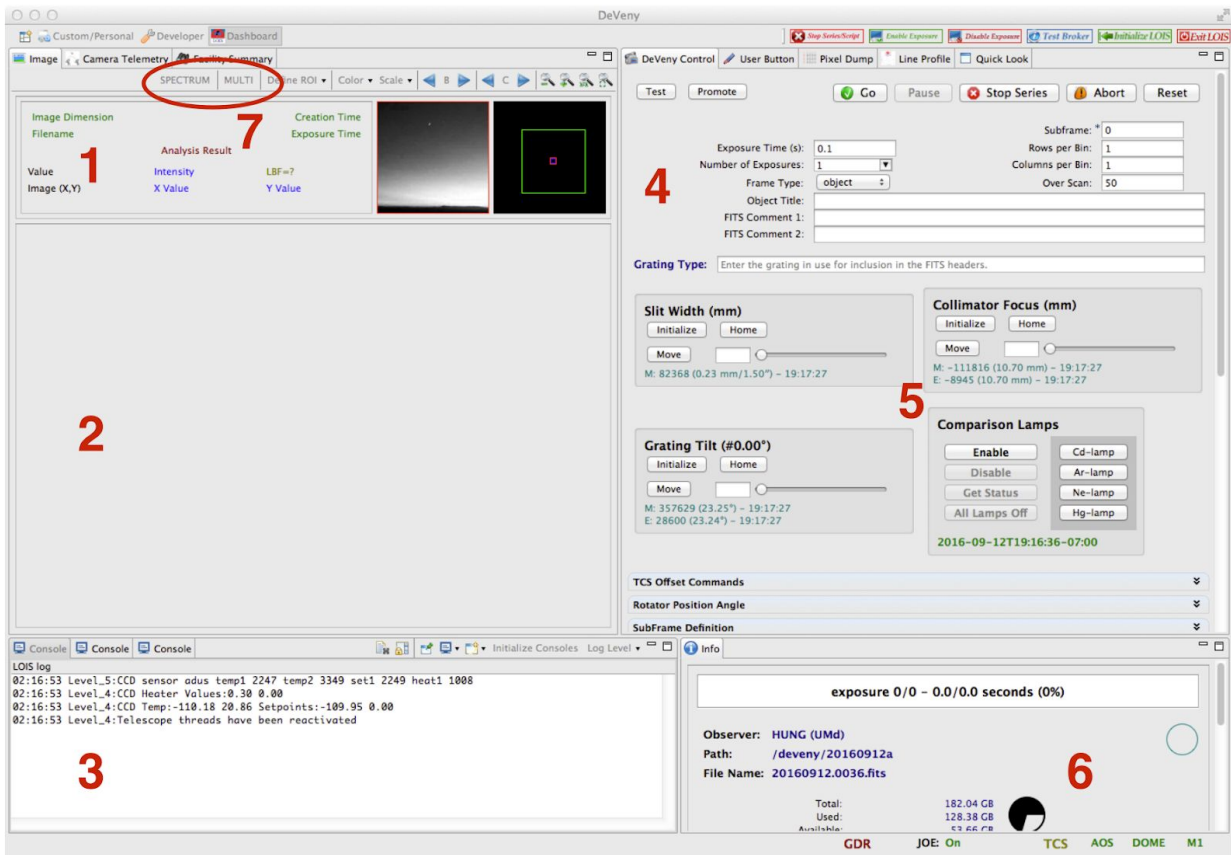 DeVeny
Custom/Personal Developer Dashboard
Stop Series/Script Enable Exposure Disable Exposure Test Broker Initialize LOIS Exit LOIS
Image Camera Telemetry Facility Summary
SPECTRUM MULTI Define ROI Color Scale B C
7
Image Dimension Creation Time
Filename Exposure Time
Analysis Result
1
Value Intensity LBF=?
Image (X,Y) X Value Y Value
2
DeVeny Control User Button Pixel Dump * Line Profile Quick Look
Test Promote Go Pause Stop Series Abort Reset
Subframe: * 0
Exposure Time (s): 0.1 Rows per Bin: 1
Number of Exposures: 1 Columns per Bin: 1
4
Frame Type: object Over Scan: 50
Object Title:
FITS Comment 1:
FITS Comment 2:
Grating Type: Enter the grating in use for inclusion in the FITS headers.
Slit Width (mm)
Initialize Home
Move
M: 82368 (0.23 mm/1.50") - 19:17:27
Collimator Focus (mm)
Initialize Home
Move
M: -111816 (10.70 mm) - 19:17:27
E: -8945 (10.70 mm) - 19:17:27
5
Grating Tilt (#0.00°)
Initialize Home
Move
M: 357629 (23.25°) - 19:17:27
E: 28600 (23.24°) - 19:17:27
Comparison Lamps
Enable Cd-lamp
Disable Ar-lamp
Get Status Ne-lamp
All Lamps Off Hg-lamp
2016-09-12T19:16:36-07:00
TCS Offset Commands
Rotator Position Angle
SubFrame Definition
Console Console Console Initialize Consoles Log Level
LOIS log
02:16:53 Level_5:CCD sensor adus temp1 2247 temp2 3349 set1 2249 heat1 1008
02:16:53 Level_4:CCD Heater Values:0.30 0.00
02:16:53 Level_4:CCD Temp:-110.18 20.86 Setpoints:-109.95 0.00
02:16:53 Level_4:Telescope threads have been reactivated
3
Info
exposure 0/0 - 0.0/0.0 seconds (0%)
Observer: HUNG (UMd)
Path: /deveny/20160912a
File Name: 20160912.0036.fits
6
Total: 182.04 GB
Used: 128.38 GB
Available: 53.66 GB
GDR JOE: On TCS AOS DOME M1